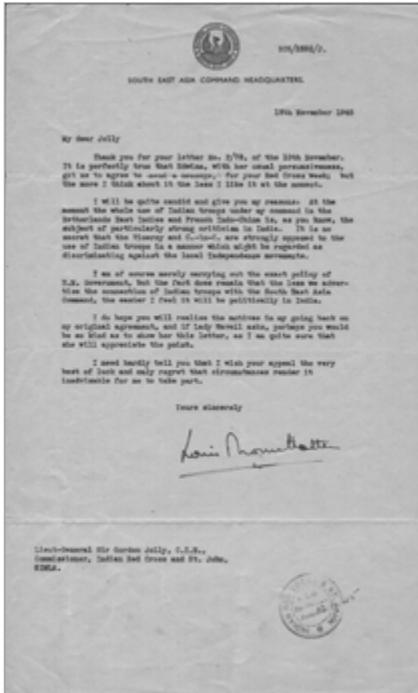 SOUTH EAST ASIA COMMAND HEADQUARTERS.
November 1945
My dear Jolly
Thank you for your letter No. of the November.
It is perfectly true that Edwina, with her usual persuasiveness,
got me to agree to for your Red Cross Week; but
the more I think about it the less I like it at the moment.
I will be quite candid and give you my reasons: At the
moment the whole use of Indian troops under my command in the
Netherlands East Indies and French Indo-China is, as you know, the
subject of particularly strong criticism in India. It is no
secret that the Viceroy and C.-in-C. are strongly opposed to the
use of Indian troops in a manner which might be regarded as
discriminating against the local Independence movements.
I am of course merely carrying out the exact policy of
H.M. Government, but the fact does remain that the less we adver-
tise the connection of Indian troops with the South East Asia
Command, the easier I feel it will be politically in India.
I do hope you will realise the motives in my going back on
my original agreement, and if Lady Wavell asks, perhaps you would
be so kind as to show her this letter, as I am quite sure that
she will appreciate the point.
I need hardly tell you that I wish your appeal the very
best of luck and only regret that circumstances render it
inadvisable for me to take part.
Yours sincerely
Louis Mountbatten
Lieut-General Sir Gordon Jolly,
Commissioner, Indian Red Cross and St. John,
SIMLA.